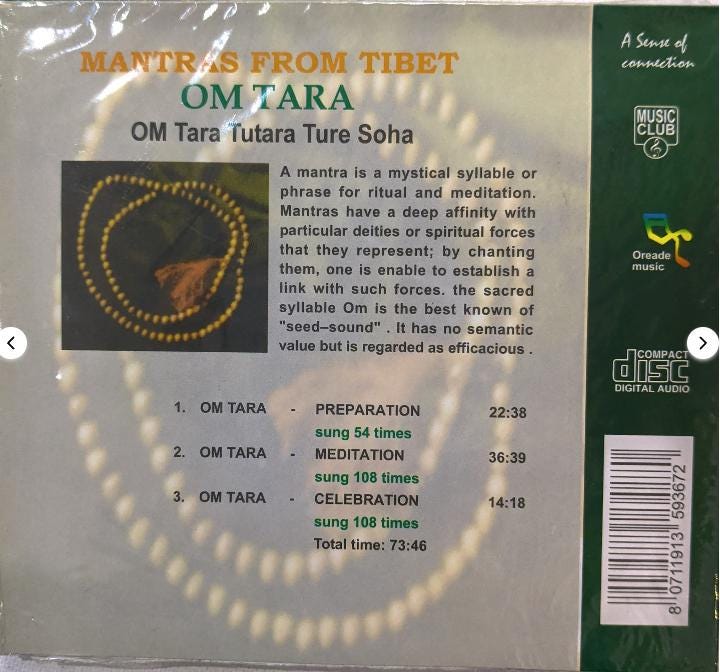 MANTRAS FROM TIBET
OM TARA
OM Tara Tutara Ture Soha
A mantra is a mystical syllable or
phrase for ritual and meditation.
Mantras have a deep affinity with
particular deities or spiritual forces
that they represent; by chanting
them, one is enable to establish a
link with such forces. the sacred
syllable Om is the best known of
"seed–sound" . It has no semantic
value but is regarded as efficacious .
1. OM TARA - PREPARATION 22:38
sung 54 times
2. OM TARA - MEDITATION 36:39
sung 108 times
3. OM TARA - CELEBRATION 14:18
sung 108 times
Total time: 73:46
A Sense of
connection
MUSIC
CLUB
Oreade
music
COMPACT
disc
DIGITAL AUDIO
8 0711913 593672